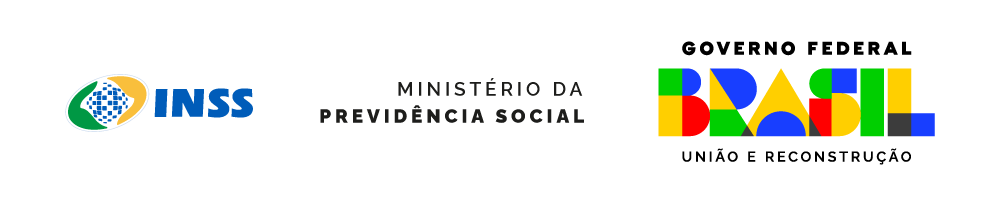 INSS
MINISTÉRIO DA
PREVIDÊNCIA SOCIAL
GOVERNO FEDERAL
BRASIL
UNIÃO E RECONSTRUÇÃO